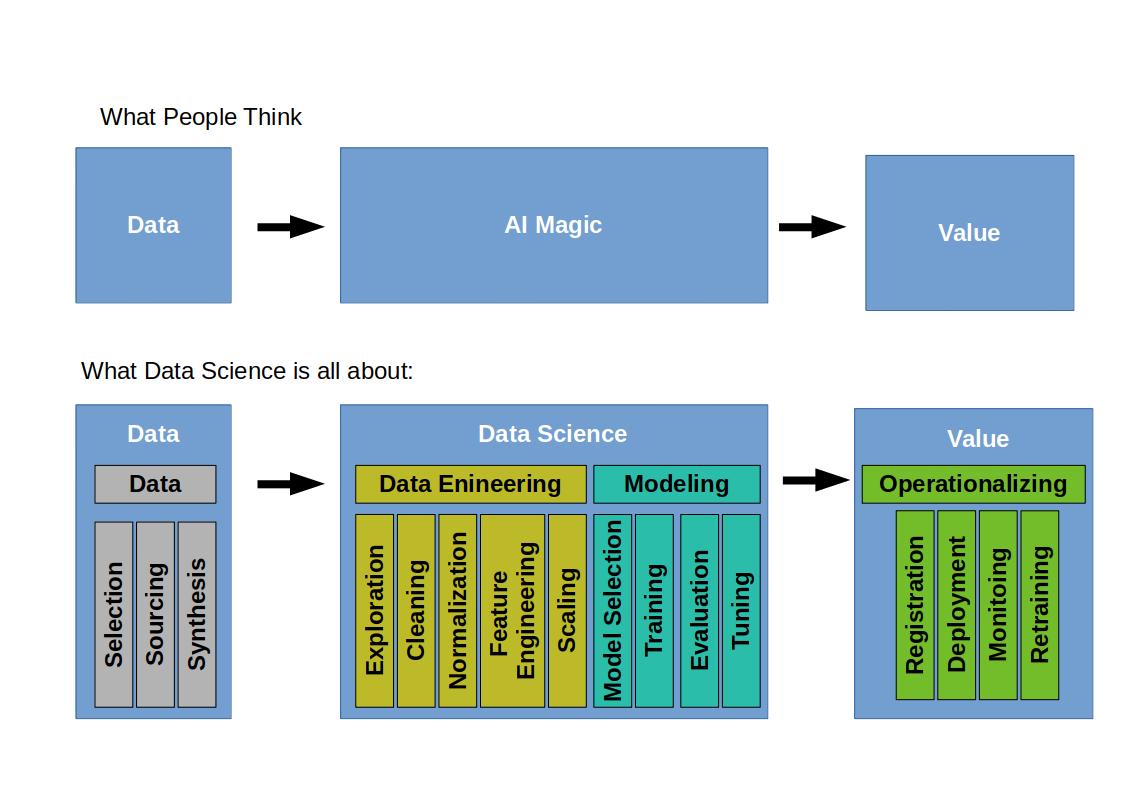 What People Think
Data
AI Magic
Value
What Data Science is all about:
Data
Data
Selection
Sourcing
Synthesis
Data Science
Data Enineering
Exploration
Cleaning
Normalization
Feature
Engineering
Scaling
Modeling
Model Selection
Training
Evaluation
Tuning
Value
Operationalizing
Registration
Deployment
Monitoing
Retraining